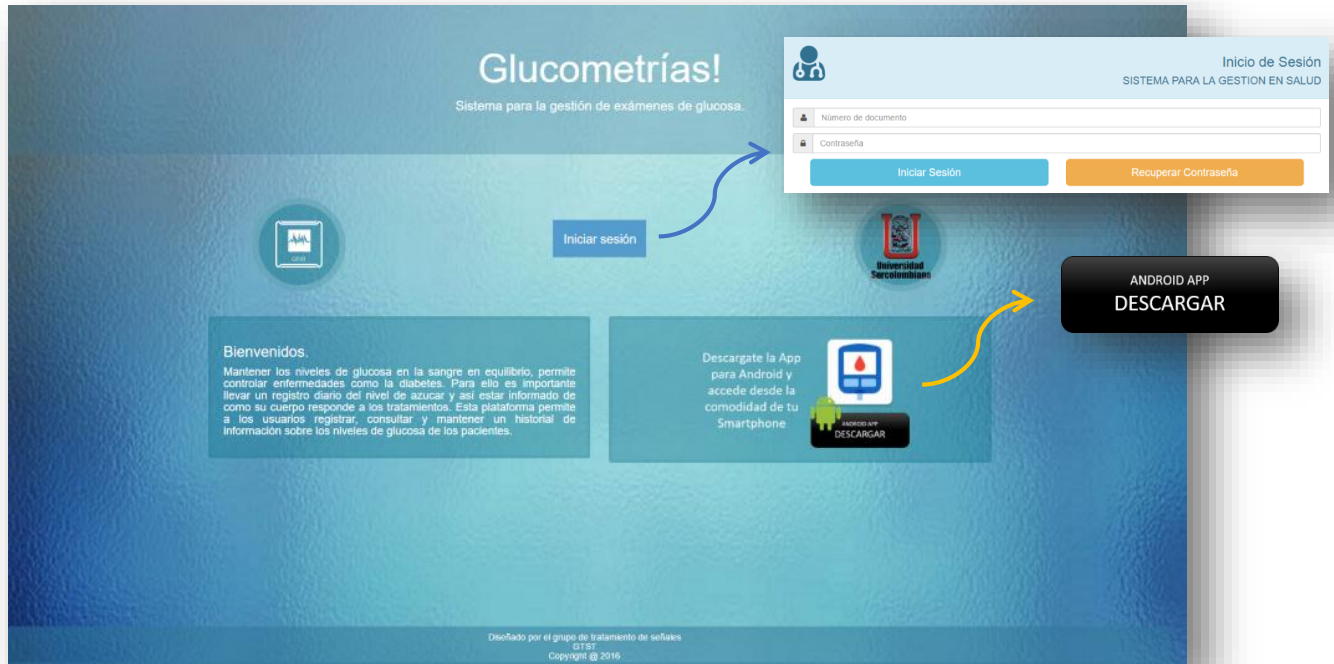 Glucometrías!
Sistema para la gestión de exámenes de glucosa.
Inicio de Sesión
SISTEMA PARA LA GESTION EN SALUD
Número de documento
Contraseña
Iniciar Sesión
Recuperar Contraseña
GTST
Iniciar sesión
Universidad
Surcolombiana
ANDROID APP
DESCARGAR
Bienvenidos.
Mantener los niveles de glucosa en la sangre en equilibrio, permite
controlar enfermedades como la diabetes. Para ello es importante
llevar un registro diario del nivel de azucar y así estar informado de
como su cuerpo responde a los tratamientos. Esta plataforma permite
a los usuarios registrar, consultar y mantener un historial de
información sobre los niveles de glucosa de los pacientes.
Descargate la App
para Android y
accede desde la
comodidad de tu
Smartphone
ANDROID APP
DESCARGAR
Diseñado por el grupo de tratamiento de señales
GTST
Copyright @ 2016